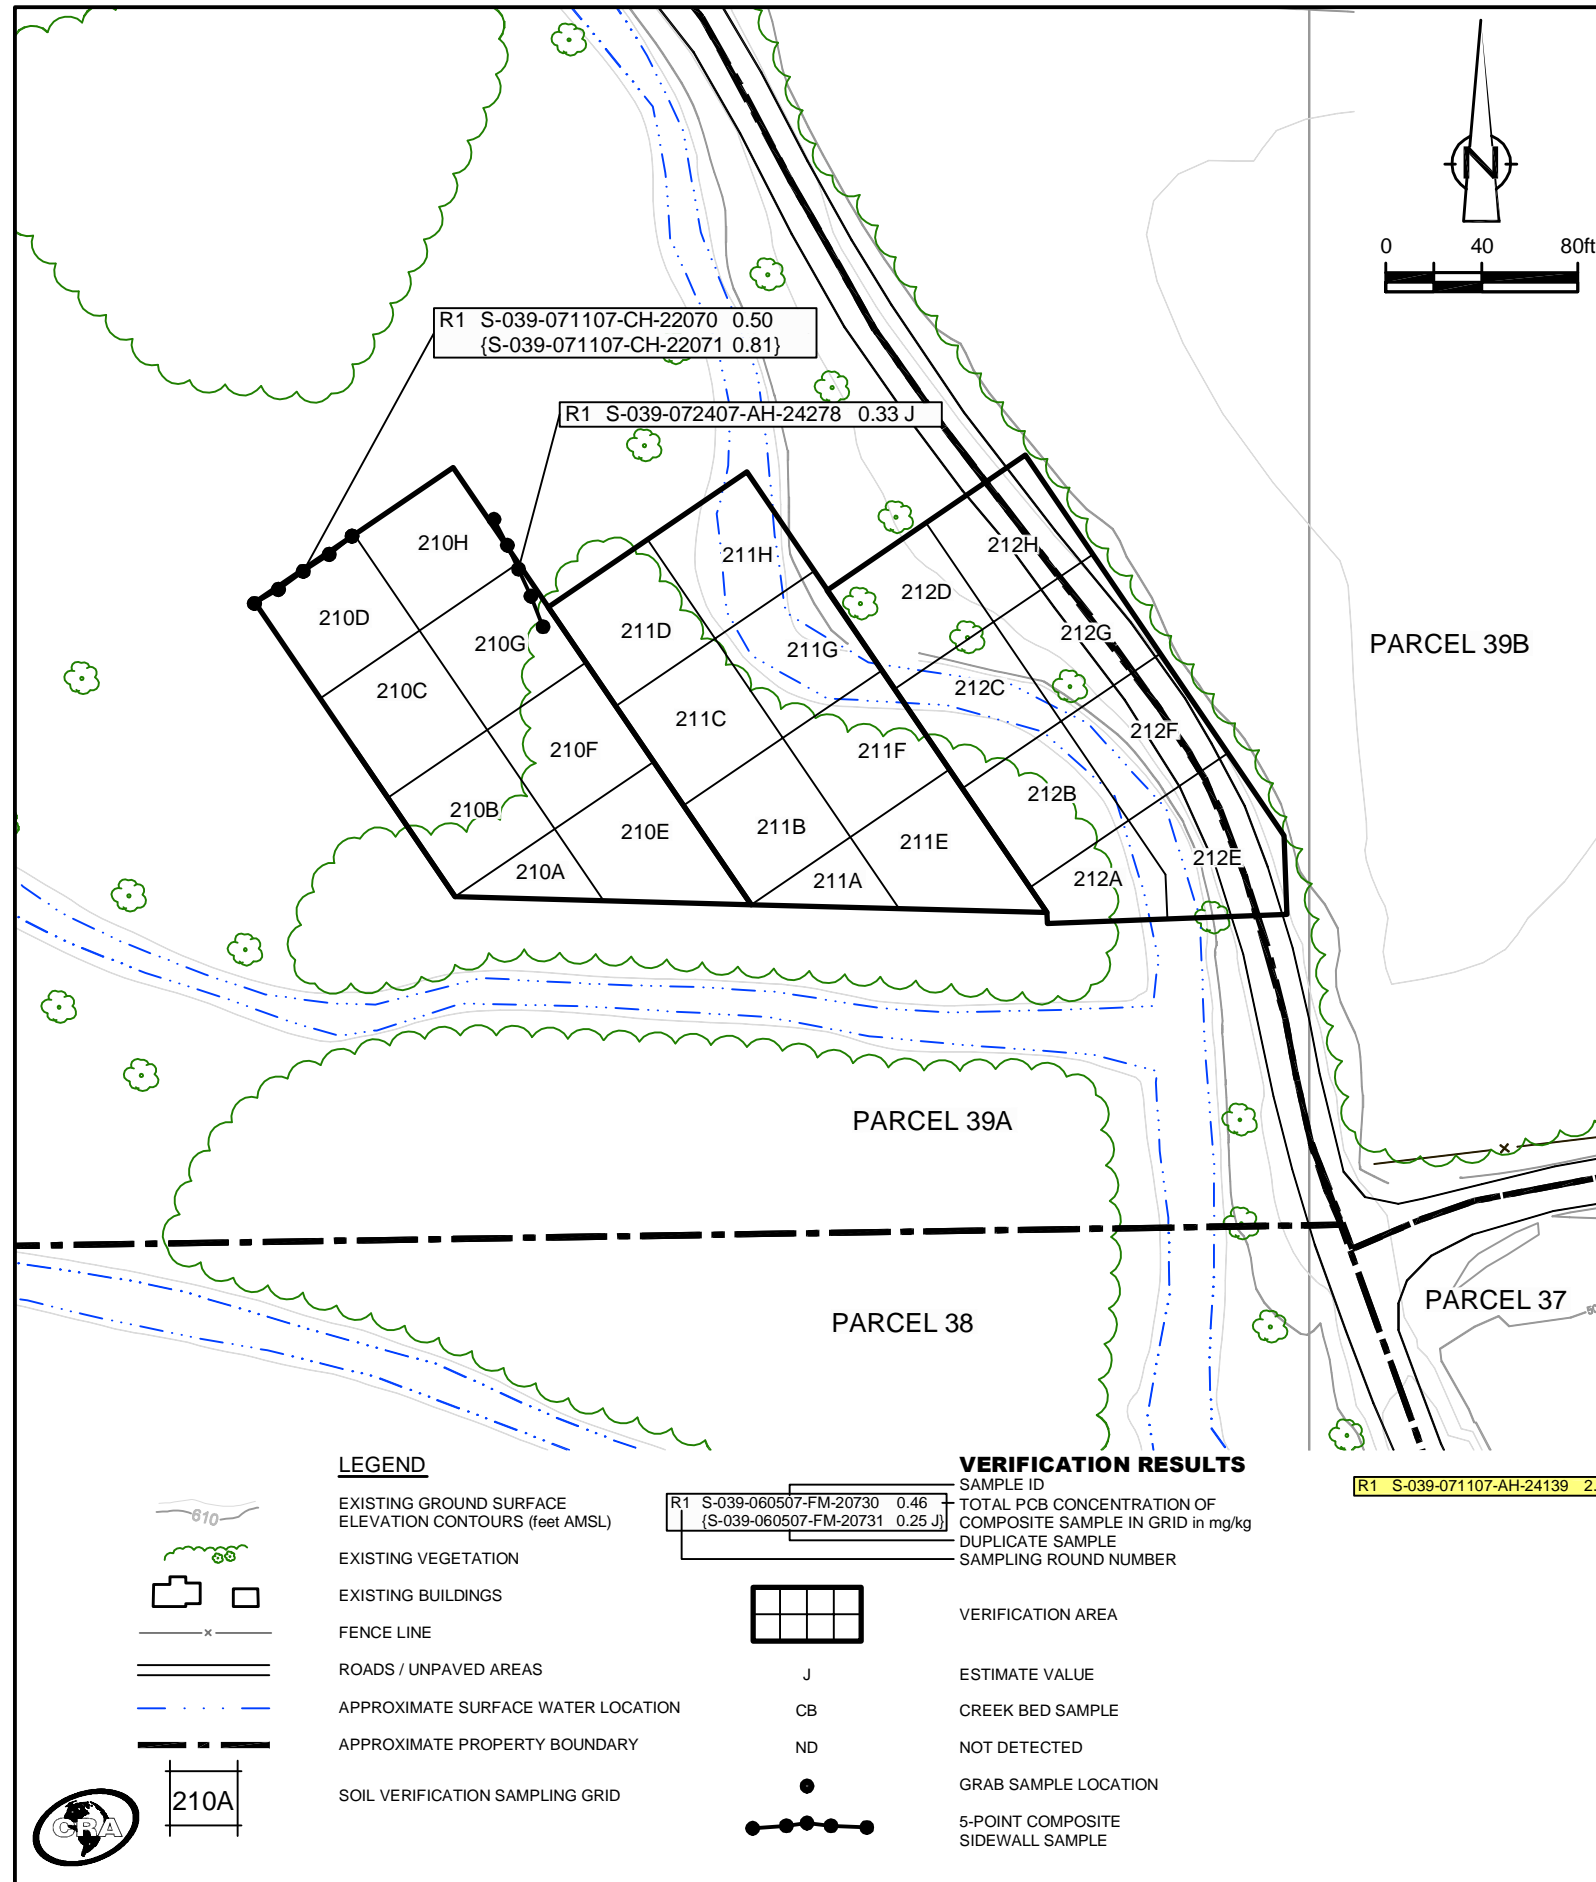 N
0 40 80ft
R1 S-039-071107-CH-22070 0.50
{S-039-071107-CH-22071 0.81}
R1 S-039-072407-AH-24278 0.33 J
210H
211H
212H
210D
211D
212D
210G
211G
212G
PARCEL 39B
210C
211C
212C
210F
211F
212F
210B
211B
212B
210E
211E
212E
210A
211A
212A
PARCEL 39A
PARCEL 37
PARCEL 38
LEGEND
610
EXISTING GROUND SURFACE
ELEVATION CONTOURS (feet AMSL)
EXISTING VEGETATION
EXISTING BUILDINGS
FENCE LINE
ROADS / UNPAVED AREAS
APPROXIMATE SURFACE WATER LOCATION
APPROXIMATE PROPERTY BOUNDARY
210A
SOIL VERIFICATION SAMPLING GRID
CRA
VERIFICATION RESULTS
R1 S-039-060507-FM-20730 0.46
{S-039-060507-FM-20731 0.25 J}
SAMPLE ID
TOTAL PCB CONCENTRATION OF
COMPOSITE SAMPLE IN GRID in mg/kg
DUPLICATE SAMPLE
SAMPLING ROUND NUMBER
VERIFICATION AREA
J ESTIMATE VALUE
CB CREEK BED SAMPLE
ND NOT DETECTED
GRAB SAMPLE LOCATION
5-POINT COMPOSITE
SIDEWALL SAMPLE
R1 S-039-071107-AH-24139 2.